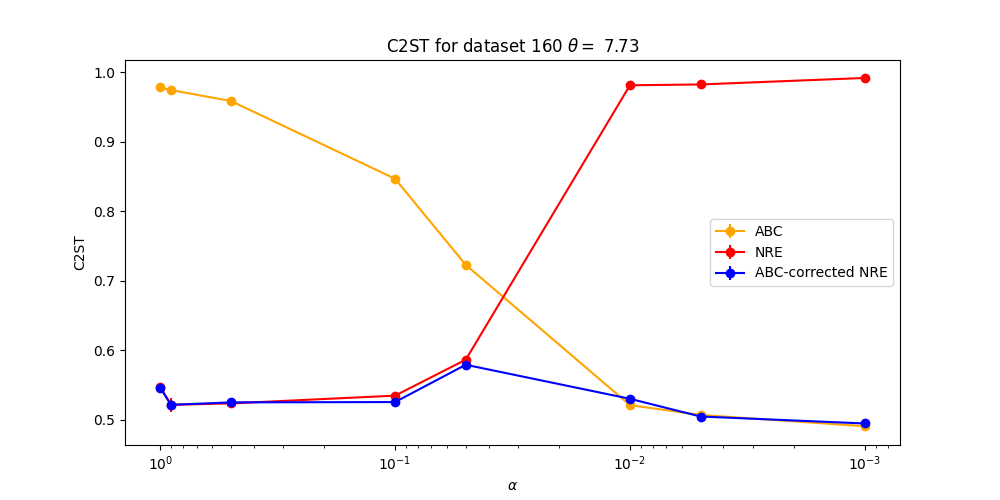 C2ST for dataset 160 θ = 7.73
1.0
0.9
0.8
0.7
0.6
0.5
C2ST
ABC
NRE
ABC-corrected NRE
10⁰
10⁻¹
10⁻²
10⁻³
α